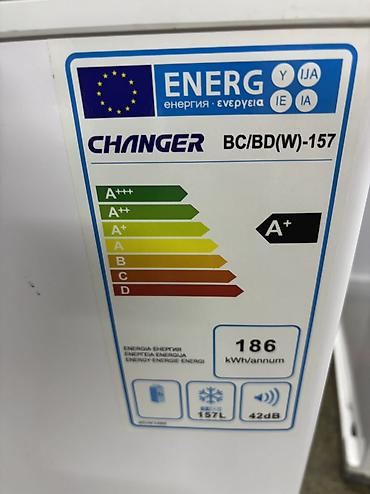 ENERG Y IJA
енергия · ενεργεια IE IA
CHANGER BC/BD(W)-157
A+++
A++
A+
A
B
C
D
A+
ENERGIA·ЕНЕРГИЯ
ΕΝΕΡΓΕΙΑ·ENERGIJA
ENERGY·ENERGIE·ENERGI
186
kWh/annum
157L
42dB